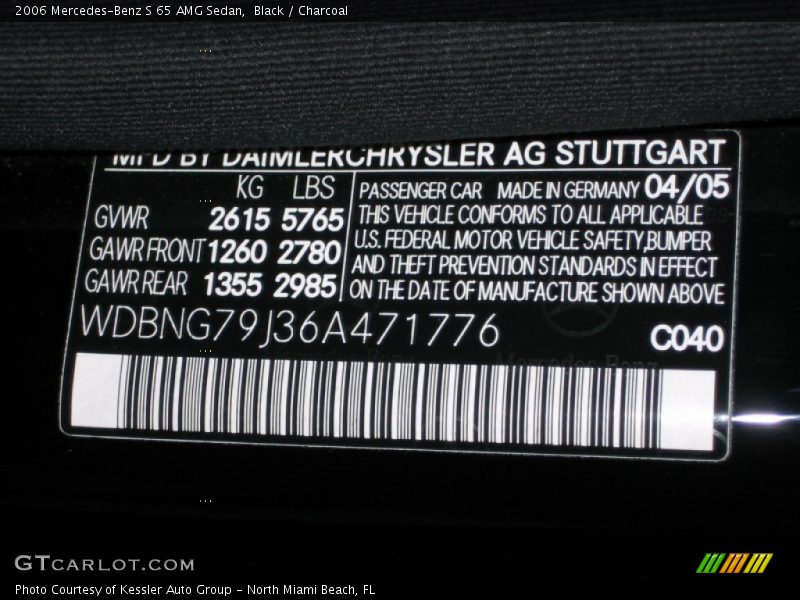 2006 Mercedes-Benz S 65 AMG Sedan, Black / Charcoal
MFD BY DAIMLERCHRYSLER AG STUTTGART
KG LBS
GVWR 2615 5765
GAWR FRONT 1260 2780
GAWR REAR 1355 2985
PASSENGER CAR MADE IN GERMANY 04/05
THIS VEHICLE CONFORMS TO ALL APPLICABLE
U.S. FEDERAL MOTOR VEHICLE SAFETY,BUMPER
AND THEFT PREVENTION STANDARDS IN EFFECT
ON THE DATE OF MANUFACTURE SHOWN ABOVE
WDBNG79J36A471776
C040
GTCARLOT.COM
Photo Courtesy of Kessler Auto Group - North Miami Beach, FL